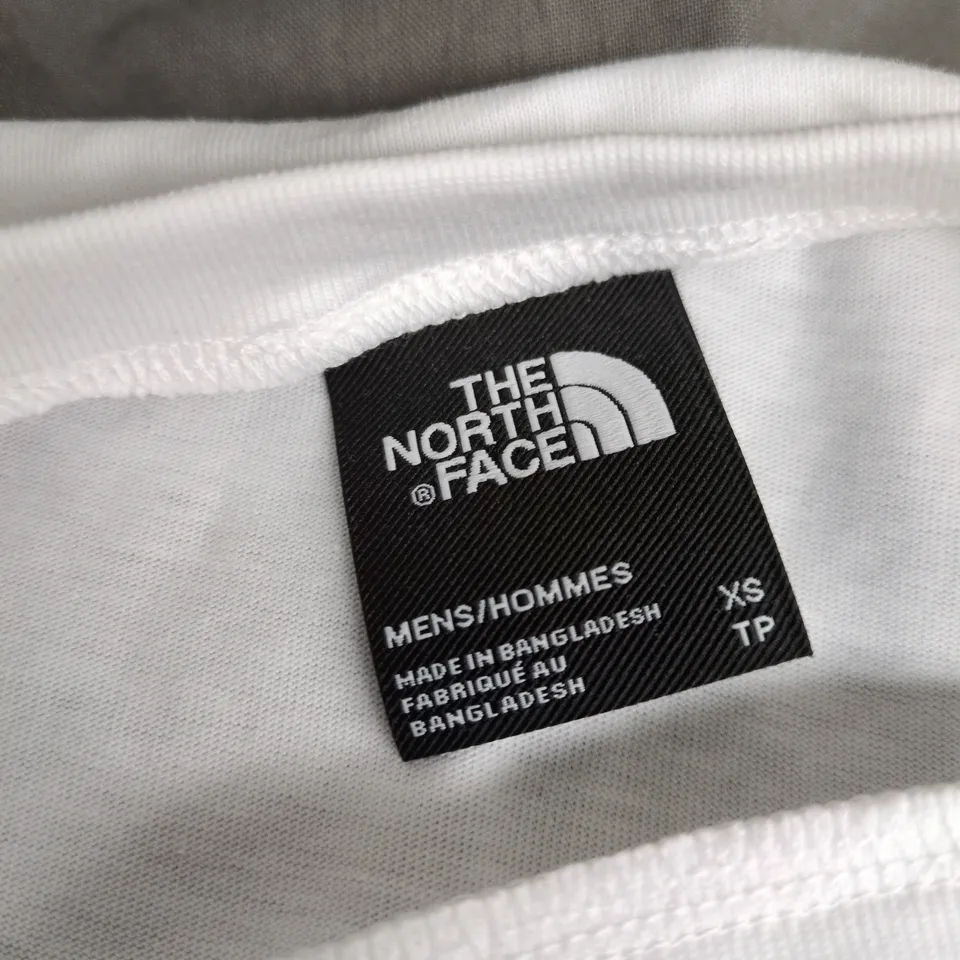 THE
NORTH
® FACE
MENS/HOMMES
MADE IN BANGLADESH
FABRIQUÉ AU
BANGLADESH
XS
TP